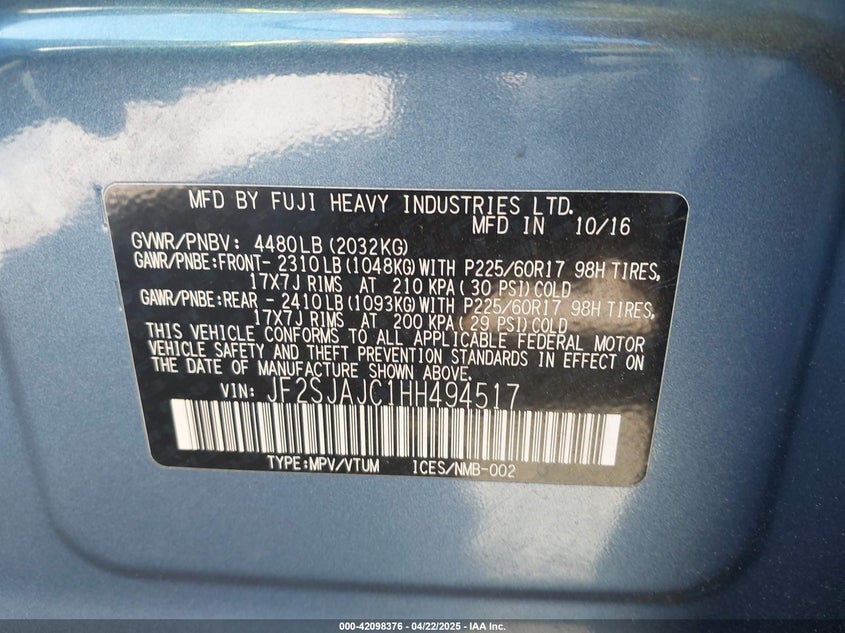 MFD BY FUJI HEAVY INDUSTRIES LTD.
MFD IN 10/16
GVWR/PNBV: 4480LB (2032KG)
GAWR/PNBE:FRONT- 2310LB (1048KG) WITH P225/60R17 98H TIRES,
17X7J RIMS AT 210 KPA (30 PSI) COLD
GAWR/PNBE:REAR - 2410LB (1093KG) WITH P225/60R17 98H TIRES,
17X7J RIMS AT 200 KPA (29 PSI) COLD
THIS VEHICLE CONFORMS TO ALL APPLICABLE FEDERAL MOTOR
VEHICLE SAFETY AND THEFT PREVENTION STANDARDS IN EFFECT ON
THE DATE OF MANUFACTURE SHOWN ABOVE.
VIN: JF2SJAJC1HH494517
TYPE:MPV/VTUM ICES/NMB-002
000-42098376 - 04/22/2025 - IAA Inc.